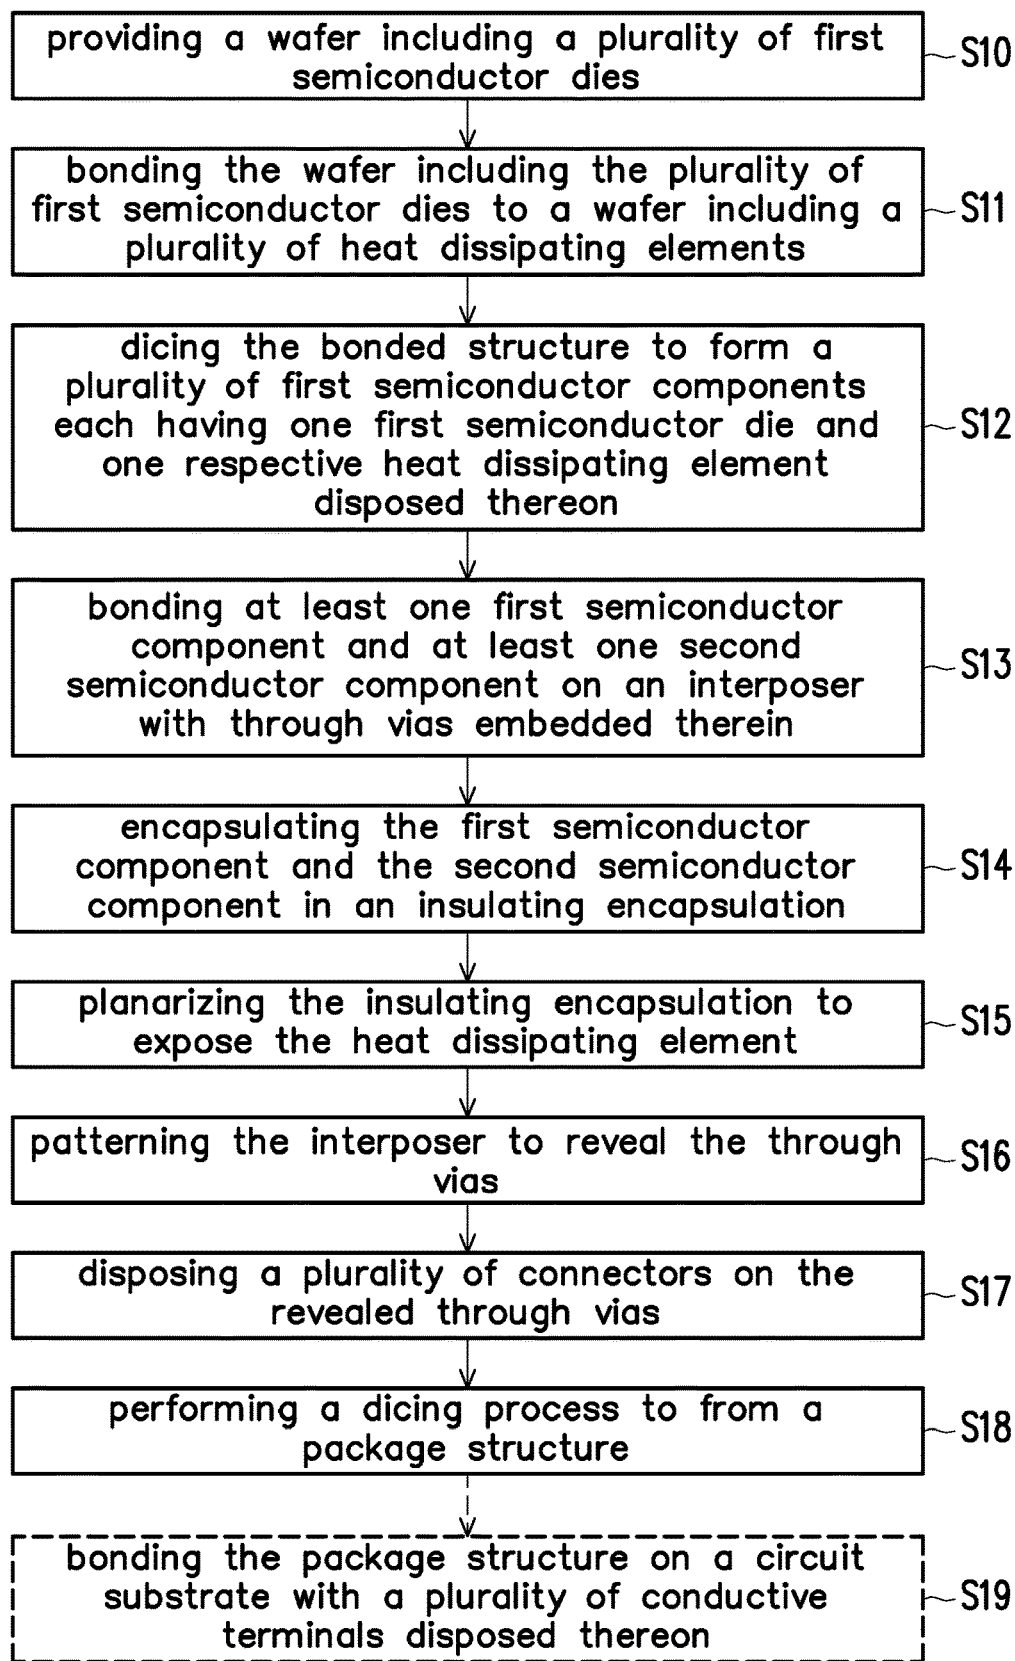 providing a wafer including a plurality of first
semiconductor dies
S10
bonding the wafer including the plurality of
first semiconductor dies to a wafer including a
plurality of heat dissipating elements
S11
dicing the bonded structure to form a
plurality of first semiconductor components
each having one first semiconductor die and
one respective heat dissipating element
disposed thereon
S12
bonding at least one first semiconductor
component and at least one second
semiconductor component on an interposer
with through vias embedded therein
S13
encapsulating the first semiconductor
component and the second semiconductor
component in an insulating encapsulation
S14
planarizing the insulating encapsulation to
expose the heat dissipating element
S15
patterning the interposer to reveal the through
vias
S16
disposing a plurality of connectors on the
revealed through vias
S17
performing a dicing process to from a
package structure
S18
bonding the package structure on a circuit
substrate with a plurality of conductive
terminals disposed thereon
S19